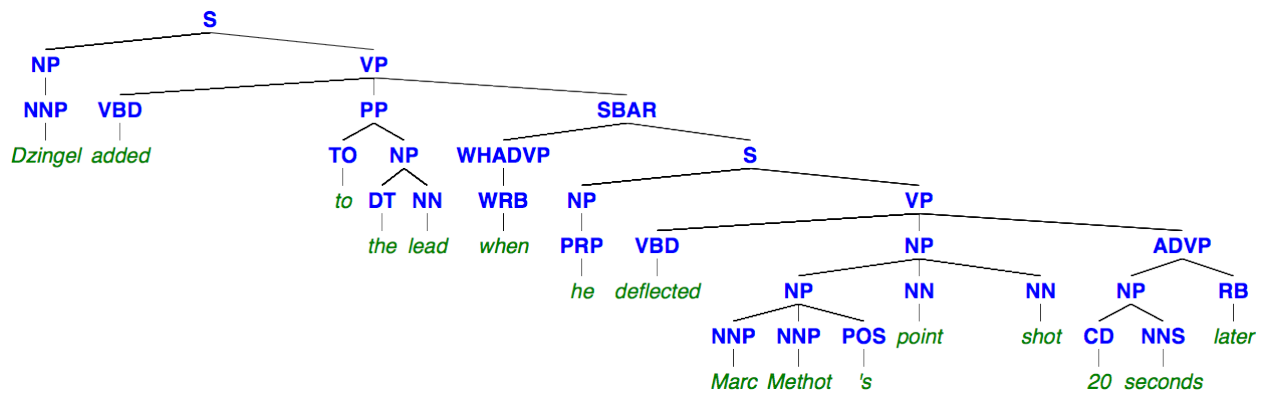 S
NP VP
NNP VBD PP SBAR
Dzingel added TO NP WHADVP S
to DT NN WRB NP VP
the lead when PRP VBD NP ADVP
he deflected NP NN NN NP RB
NNP NNP POS point shot CD NNS later
Marc Methot 's 20 seconds